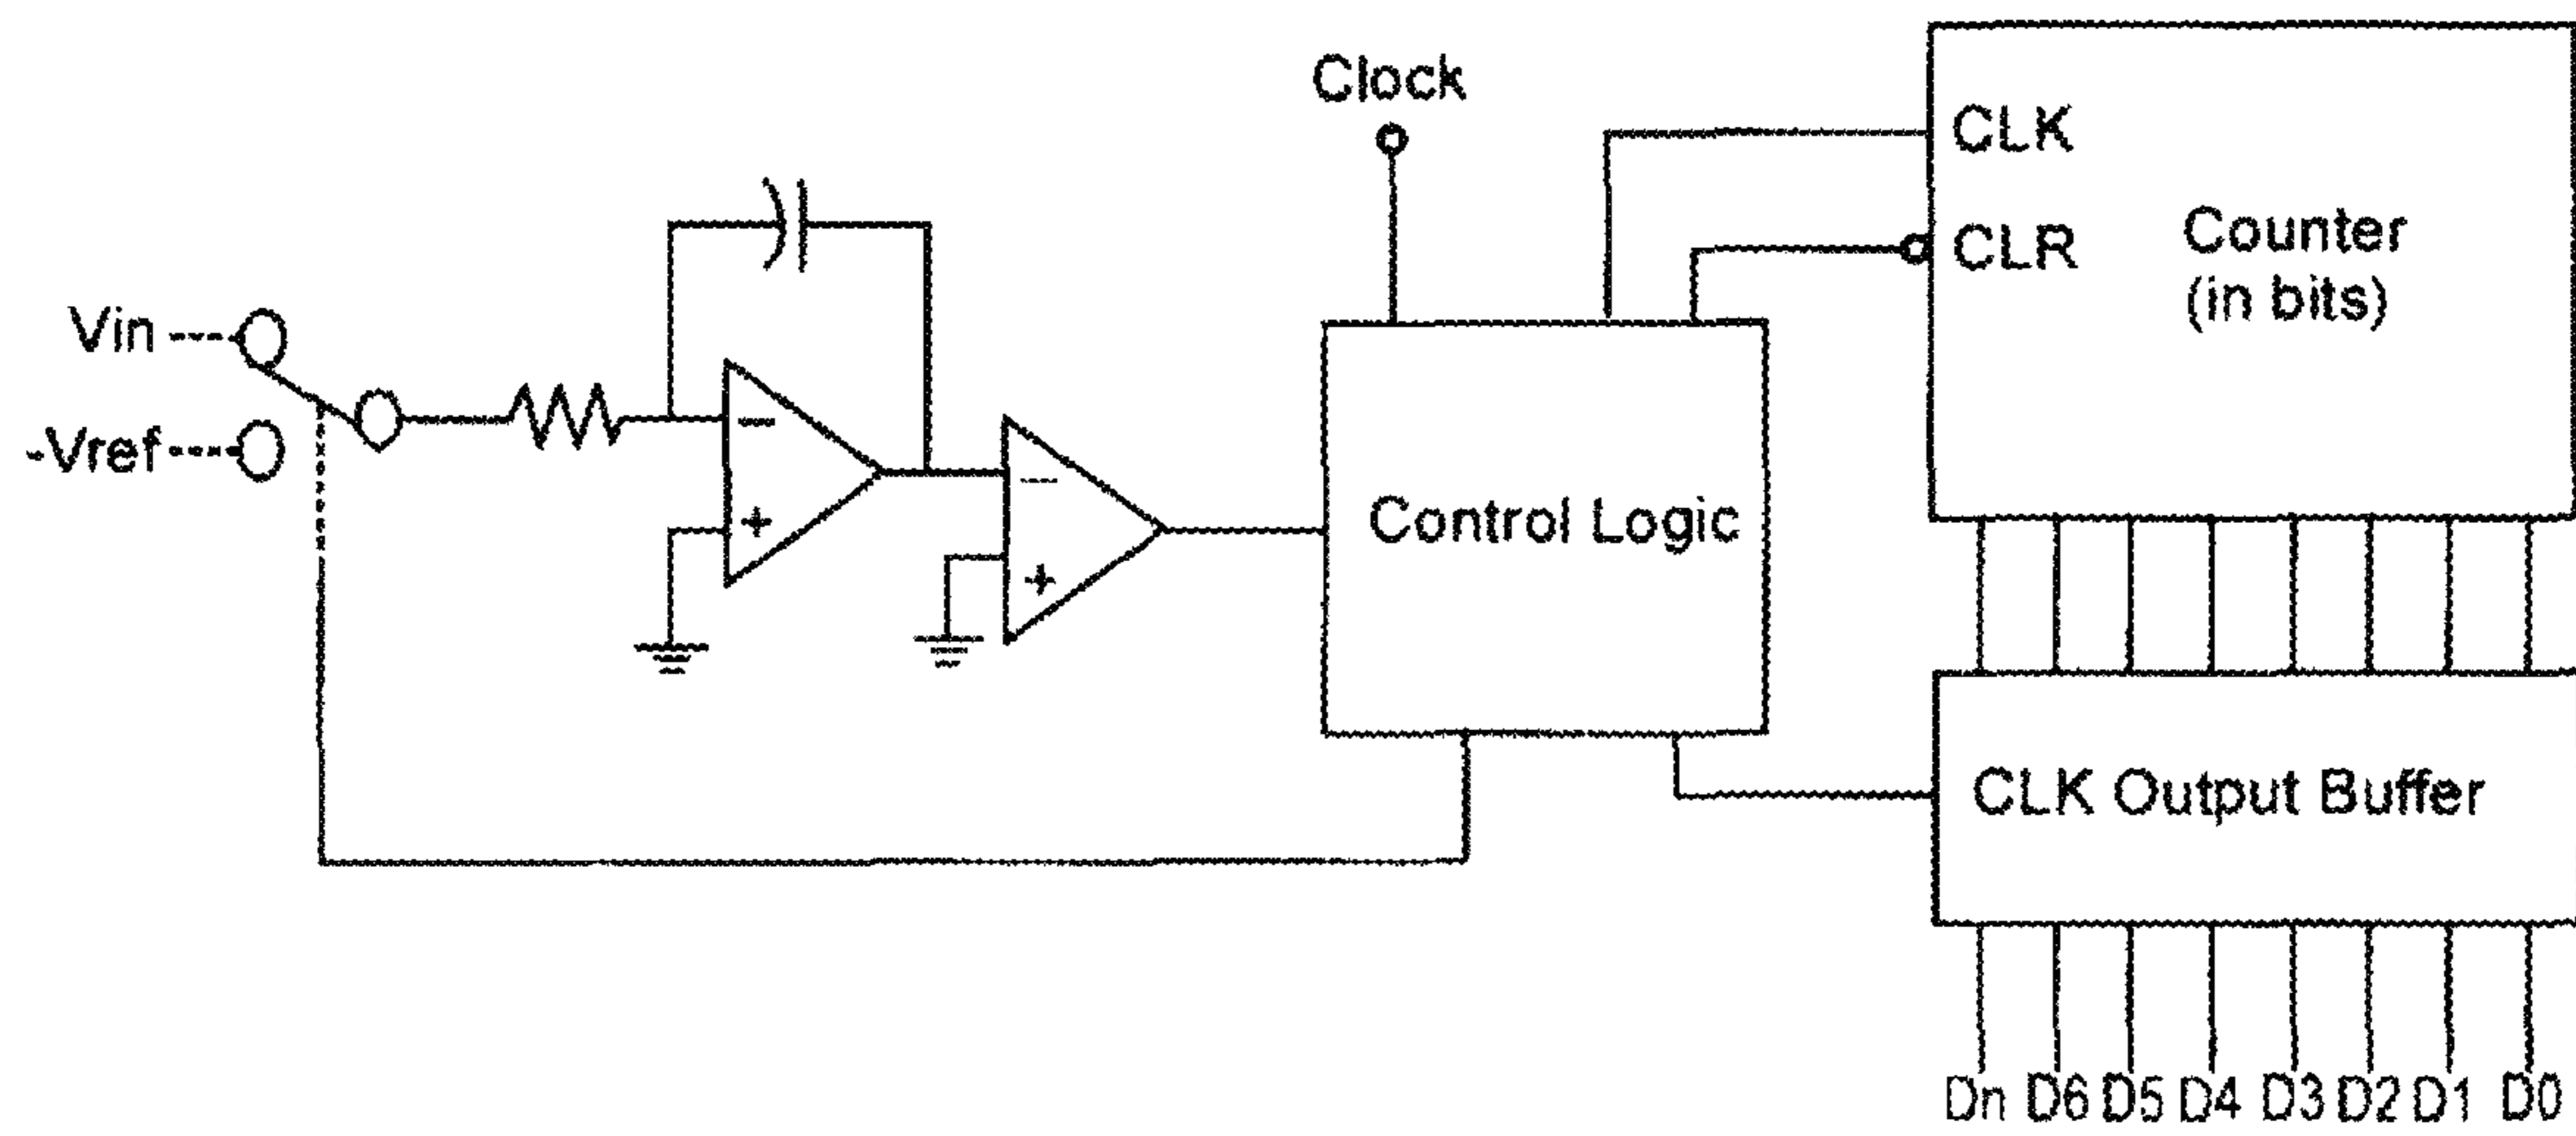 Clock
CLK
CLR
Counter
(in bits)
Vin
-Vref
−
+
−
+
Control Logic
CLK Output Buffer
Dn D6 D5 D4 D3 D2 D1 D0